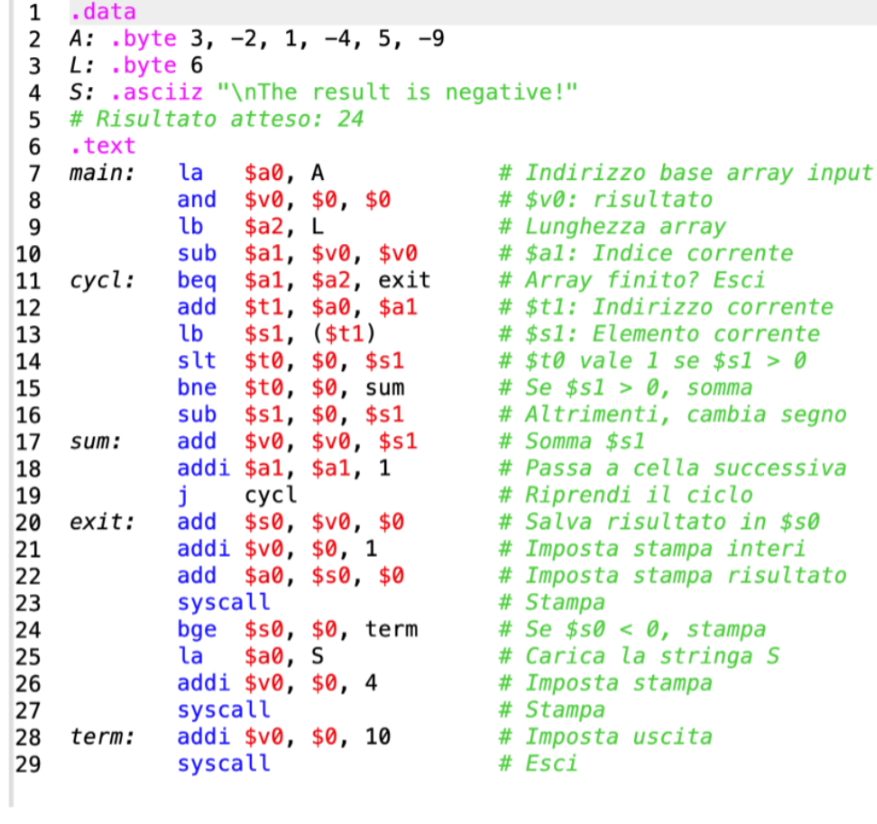 1 .data
2 A: .byte 3, -2, 1, -4, 5, -9
3 L: .byte 6
4 S: .asciiz "\nThe result is negative!"
5 # Risultato atteso: 24
6 .text
7 main: la $a0, A # Indirizzo base array input
8 and $v0, $0, $0 # $v0: risultato
9 lb $a2, L # Lunghezza array
10 sub $a1, $v0, $v0 # $a1: Indice corrente
11 cycl: beq $a1, $a2, exit # Array finito? Esci
12 add $t1, $a0, $a1 # $t1: Indirizzo corrente
13 lb $s1, ($t1) # $s1: Elemento corrente
14 slt $t0, $0, $s1 # $t0 vale 1 se $s1 > 0
15 bne $t0, $0, sum # Se $s1 > 0, somma
16 sub $s1, $0, $s1 # Altrimenti, cambia segno
17 sum: add $v0, $v0, $s1 # Somma $s1
18 addi $a1, $a1, 1 # Passa a cella successiva
19 j cycl # Riprendi il ciclo
20 exit: add $s0, $v0, $0 # Salva risultato in $s0
21 addi $v0, $0, 1 # Imposta stampa interi
22 add $a0, $s0, $0 # Imposta stampa risultato
23 syscall # Stampa
24 bge $s0, $0, term # Se $s0 < 0, stampa
25 la $a0, S # Carica la stringa S
26 addi $v0, $0, 4 # Imposta stampa
27 syscall # Stampa
28 term: addi $v0, $0, 10 # Imposta uscita
29 syscall # Esci